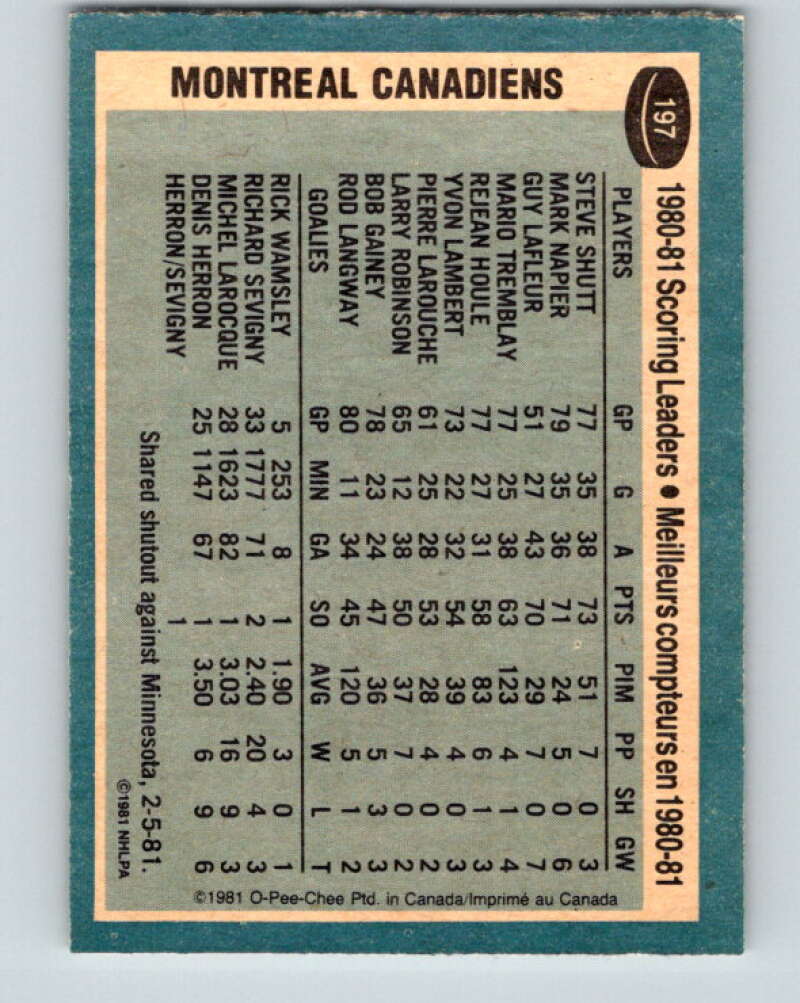 MONTREAL CANADIENS
197
1980-81 Scoring Leaders • Meilleurs compteurs en 1980-81
PLAYERS GP G A PTS PIM PP SH GW
STEVE SHUTT 77 35 38 73 51 7 0 3
MARK NAPIER 79 35 36 71 24 5 0 6
GUY LAFLEUR 51 27 43 70 29 7 0 7
MARIO TREMBLAY 77 25 38 63 123 4 1 4
REJEAN HOULE 77 27 31 58 83 6 1 3
YVON LAMBERT 73 22 32 54 39 4 0 3
PIERRE LAROUCHE 61 25 28 53 28 4 0 2
LARRY ROBINSON 65 12 38 50 37 7 0 2
BOB GAINEY 78 23 24 47 36 5 3 3
ROD LANGWAY 80 11 34 45 120 5 1 2
GOALIES GP MIN GA SO AVG W L T
RICK WAMSLEY 5 253 8 1 1.90 3 0 1
RICHARD SEVIGNY 33 1777 71 2 2.40 20 4 3
MICHEL LAROCQUE 28 1623 82 1 3.03 16 9 3
DENIS HERRON 25 1147 67 1 3.50 6 9 6
HERRON/SEVIGNY 1
Shared shutout against Minnesota, 2-5-81.
©1981 NHLPA
©1981 O-Pee-Chee Ptd. in Canada/Imprimé au Canada